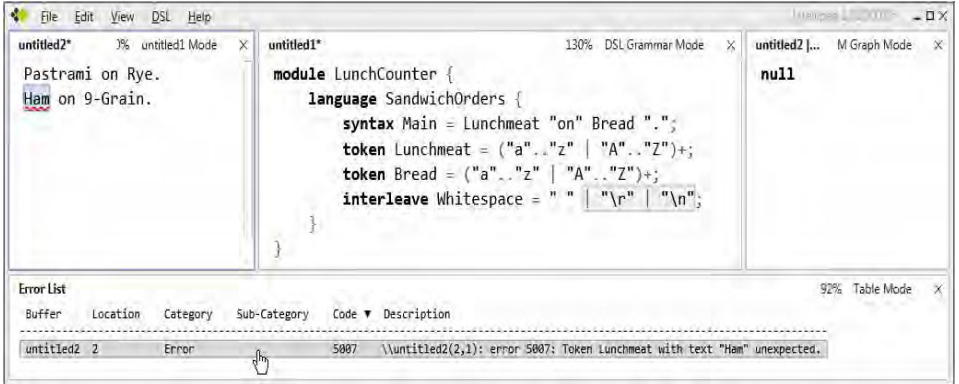 File Edit View DSL Help
untitled2* )% untitled1 Mode X
Pastrami on Rye.
Ham on 9-Grain.
untitled1* 130% DSL Grammar Mode X
module LunchCounter {
language SandwichOrders {
syntax Main = Lunchmeat "on" Bread ".";
token Lunchmeat = ("a".."z" | "A".."Z")+;
token Bread = ("a".."z" | "A".."Z")+;
interleave Whitespace = " " | "\r" | "\n";
}
}
untitled2 |... M Graph Mode X
null
Error List 92% Table Mode X
Buffer Location Category Sub-Category Code ▼ Description
untitled2 2 Error 5007 \\untitled2(2,1): error 5007: Token Lunchmeat with text "Ham" unexpected.